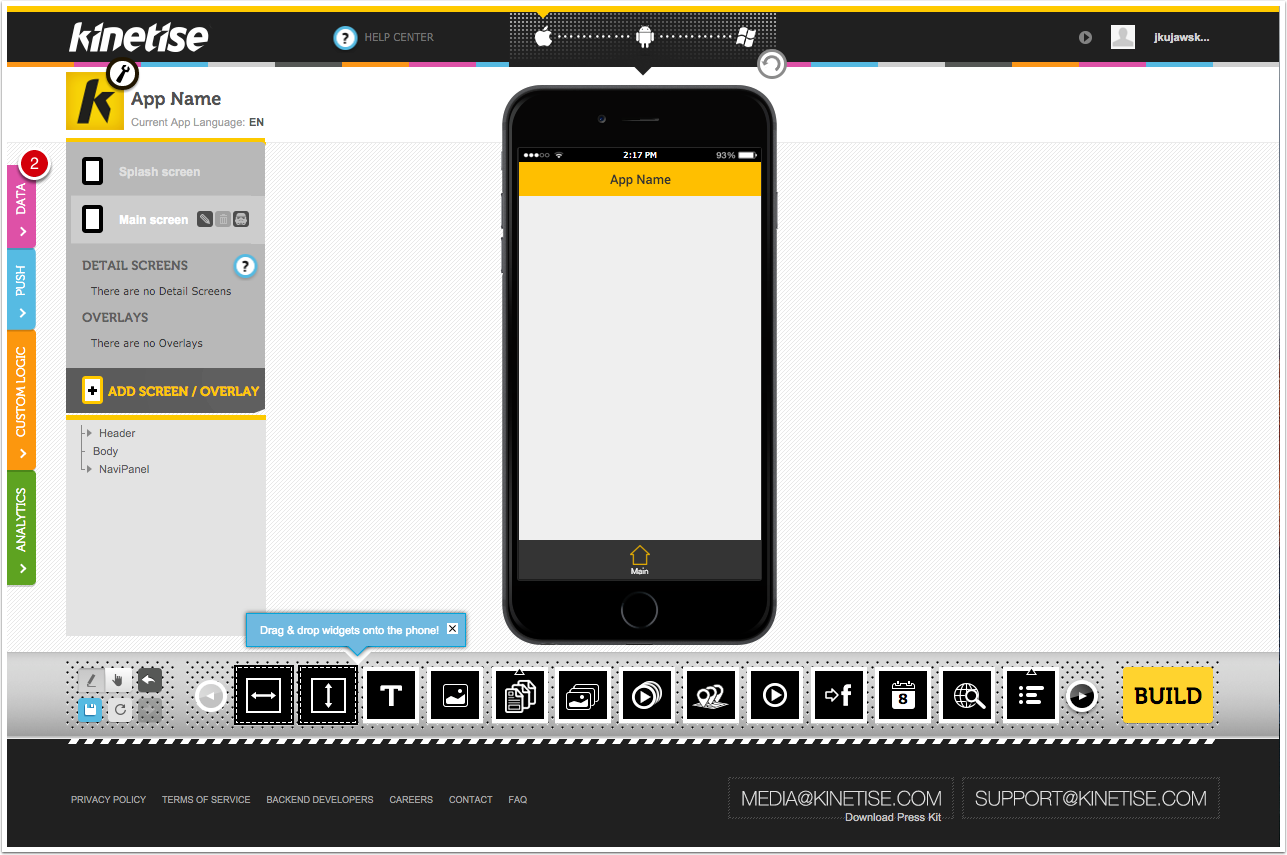 kinetise
HELP CENTER
jkujawsk...
k
App Name
Current App Language: EN
2
DATA
PUSH
CUSTOM LOGIC
ANALYTICS
Splash screen
Main screen
DETAIL SCREENS
?
There are no Detail Screens
OVERLAYS
There are no Overlays
ADD SCREEN / OVERLAY
Header
Body
NaviPanel
2:17 PM
93%
App Name
Main
Drag & drop widgets onto the phone!
T
f
8
BUILD
PRIVACY POLICY
TERMS OF SERVICE
BACKEND DEVELOPERS
CAREERS
CONTACT
FAQ
MEDIA@KINETISE.COM
Download Press Kit
SUPPORT@KINETISE.COM